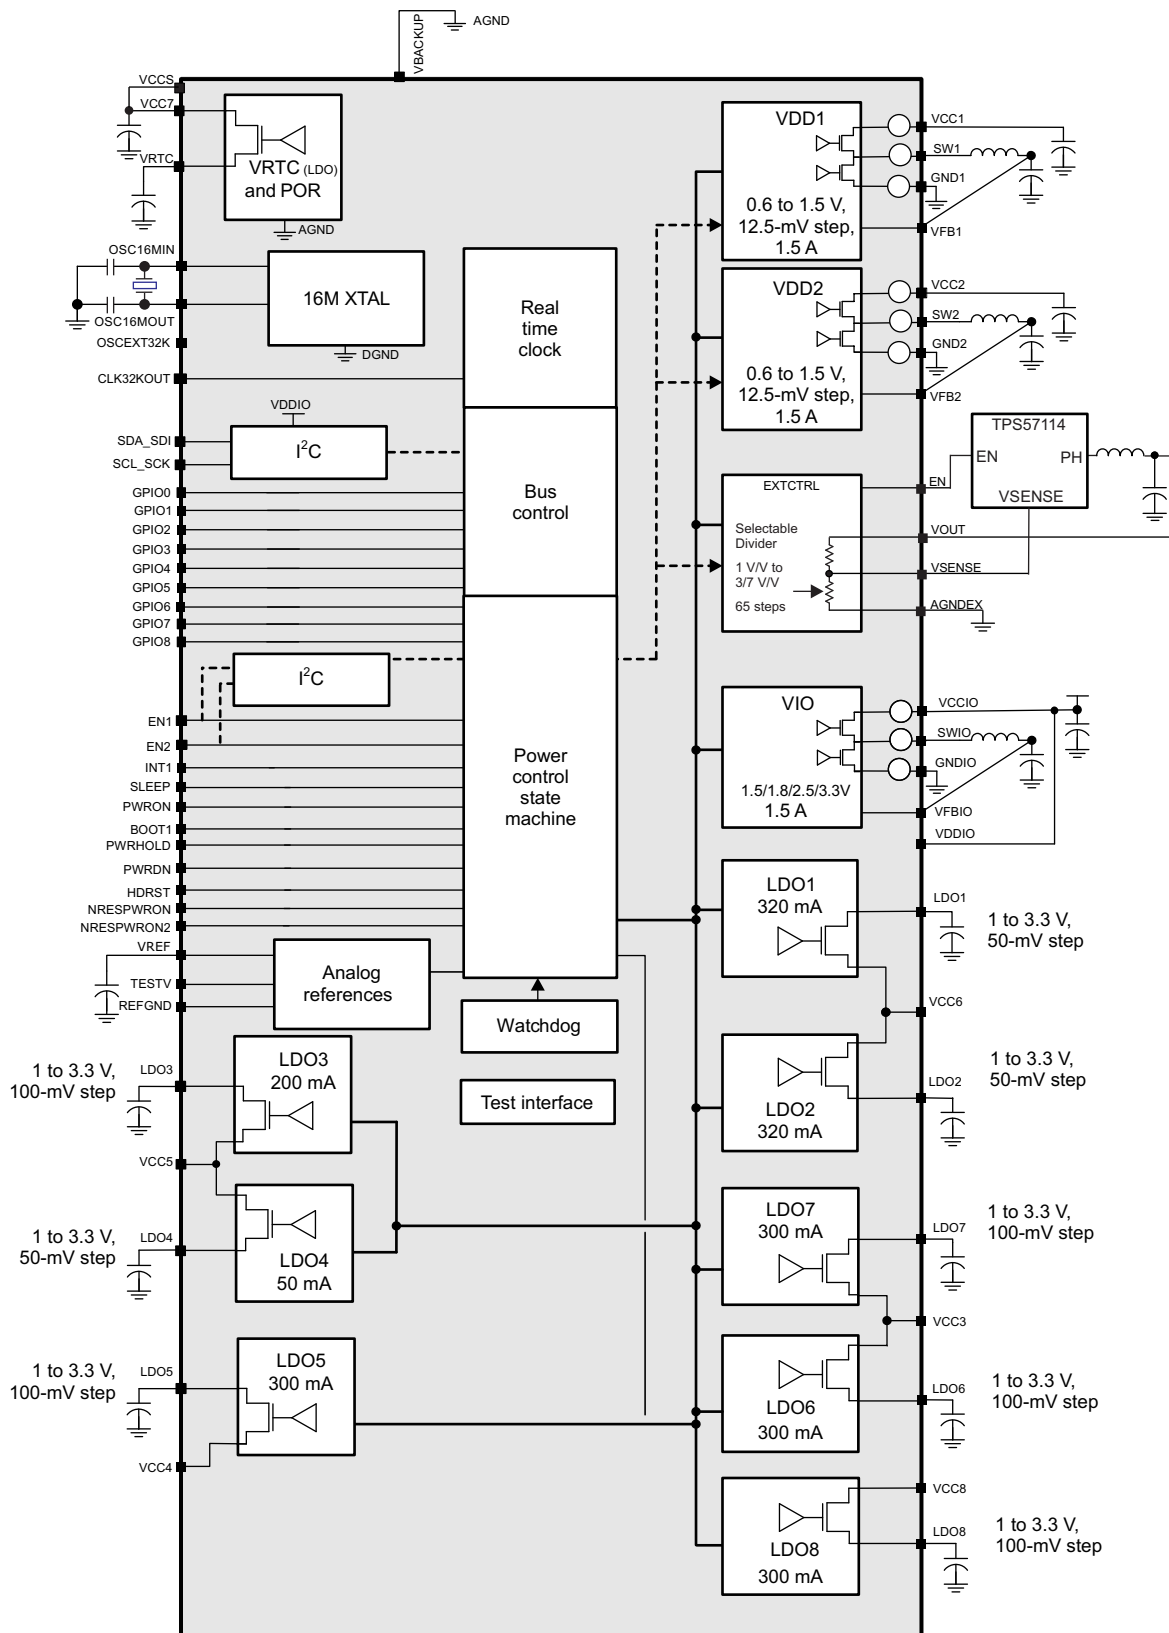 VBACKUP
AGND
VCCS
VCC7
VRTC
VRTC (LDO)
and POR
AGND
OSC16MIN
OSC16MOUT
16M XTAL
DGND
OSCEXT32K
CLK32KOUT
VDDIO
SDA_SDI
SCL_SCK
I²C
GPIO0
GPIO1
GPIO2
GPIO3
GPIO4
GPIO5
GPIO6
GPIO7
GPIO8
I²C
EN1
EN2
INT1
SLEEP
PWRON
BOOT1
PWRHOLD
PWRDN
HDRST
NRESPWRON
NRESPWRON2
VREF
TESTV
REFGND
Analog
references
Real
time
clock
Bus
control
Power
control
state
machine
Watchdog
Test interface
1 to 3.3 V,
100-mV step
LDO3
LDO3
200 mA
VCC5
1 to 3.3 V,
50-mV step
LDO4
LDO4
50 mA
1 to 3.3 V,
100-mV step
LDO5
LDO5
300 mA
VCC4
VDD1
0.6 to 1.5 V,
12.5-mV step,
1.5 A
VCC1
SW1
GND1
VFB1
VDD2
0.6 to 1.5 V,
12.5-mV step,
1.5 A
VCC2
SW2
GND2
VFB2
TPS57114
EN
PH
VSENSE
EXTCTRL
Selectable
Divider
1 V/V to
3/7 V/V
65 steps
EN
VOUT
VSENSE
AGNDEX
VIO
1.5/1.8/2.5/3.3V
1.5 A
VCCIO
SWIO
GNDIO
VFBIO
VDDIO
LDO1
320 mA
LDO1
1 to 3.3 V,
50-mV step
VCC6
LDO2
320 mA
LDO2
1 to 3.3 V,
50-mV step
LDO7
300 mA
LDO7
1 to 3.3 V,
100-mV step
VCC3
LDO6
300 mA
LDO6
1 to 3.3 V,
100-mV step
VCC8
LDO8
300 mA
LDO8
1 to 3.3 V,
100-mV step